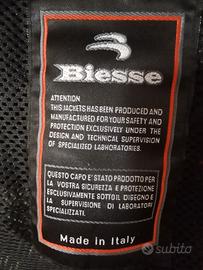 Biesse
ATTENTION
THIS JACKETS HAS BEEN PRODUCED AND
MANUFACTURED FOR YOUR SAFETY AND
PROTECTION EXCLUSIVELY UNDER THE
DESIGN AND TECHNICAL SUPERVISION
OF SPECIALIZED LABORATORIES.
QUESTO CAPO E' STATO PRODOTTO PER
LA VOSTRA SICUREZZA E PROTEZIONE
ESCLUSIVAMENTE SOTTO IL DISEGNO E
LA SUPERVISIONE DI LABORATORI
SPECIALIZZATI.
Made in Italy
subito